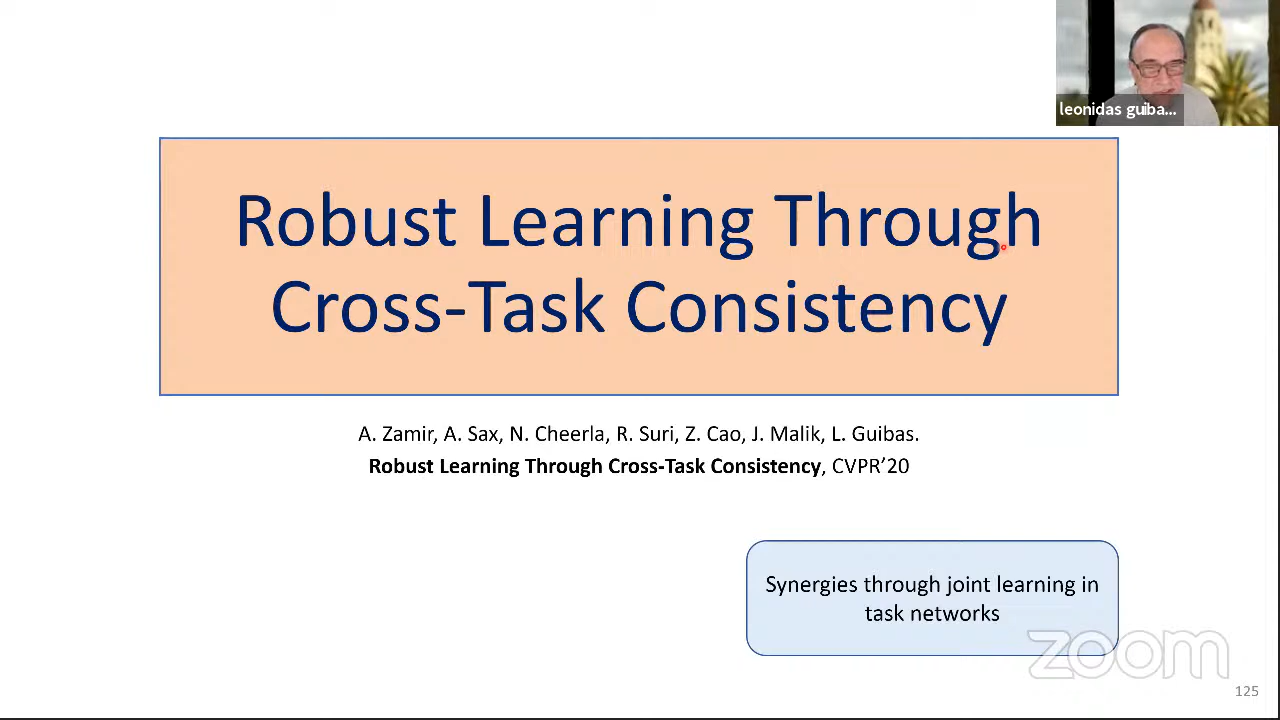 leonidas guiba...
Robust Learning Through
Cross-Task Consistency
A. Zamir, A. Sax, N. Cheerla, R. Suri, Z. Cao, J. Malik, L. Guibas.
Robust Learning Through Cross-Task Consistency, CVPR’20
Synergies through joint learning in
task networks
zoom
125